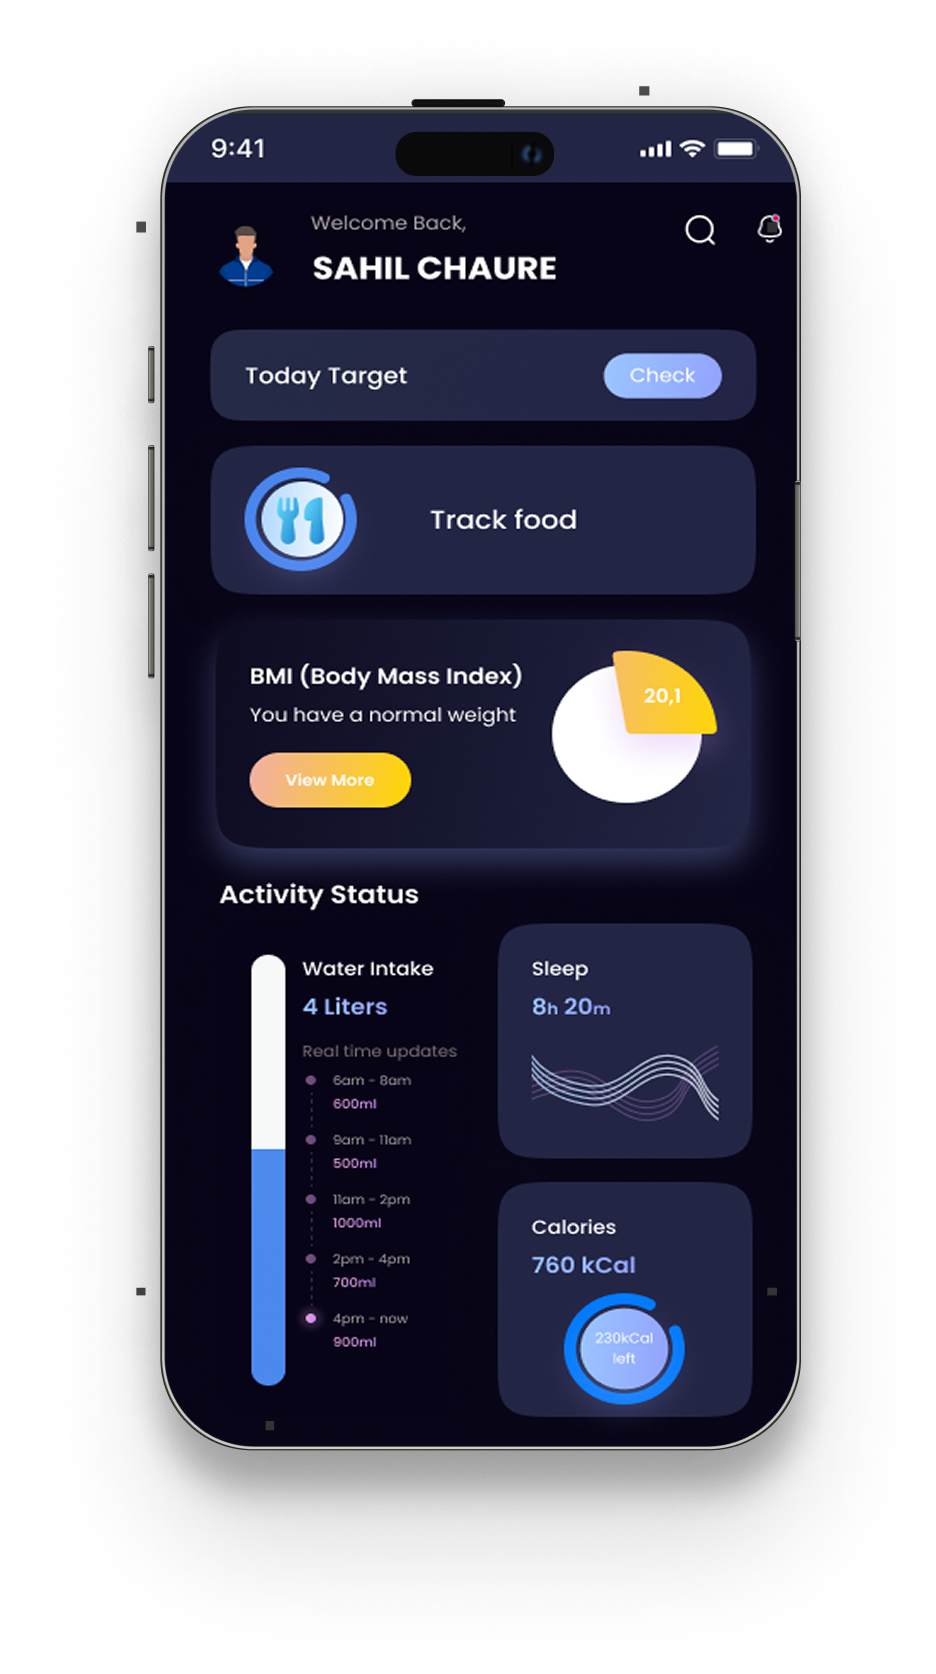 9:41
Welcome Back,
SAHIL CHAURE
Today Target
Check
Track food
BMI (Body Mass Index)
You have a normal weight
View More
20,1
Activity Status
Water Intake
4 Liters
Real time updates
6am - 8am
600ml
9am - 11am
500ml
11am - 2pm
1000ml
2pm - 4pm
700ml
4pm - now
900ml
Sleep
8h 20m
Calories
760 kCal
230kCal
left